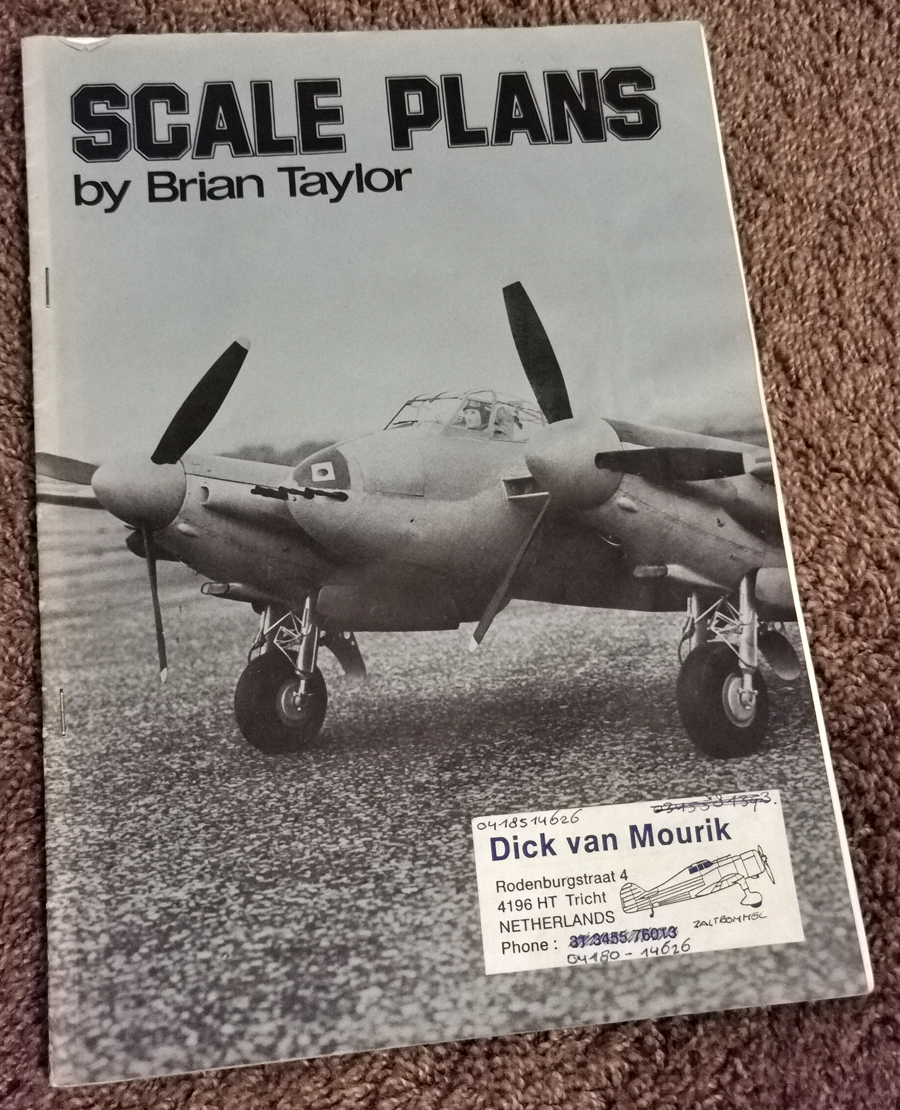 SCALE PLANS
by Brian Taylor
0418514626
Dick van Mourik
Rodenburgstraat 4
4196 HT Tricht
NETHERLANDS
ZALTBOMMEL
Phone : 31.3455.76013
04180 - 14626